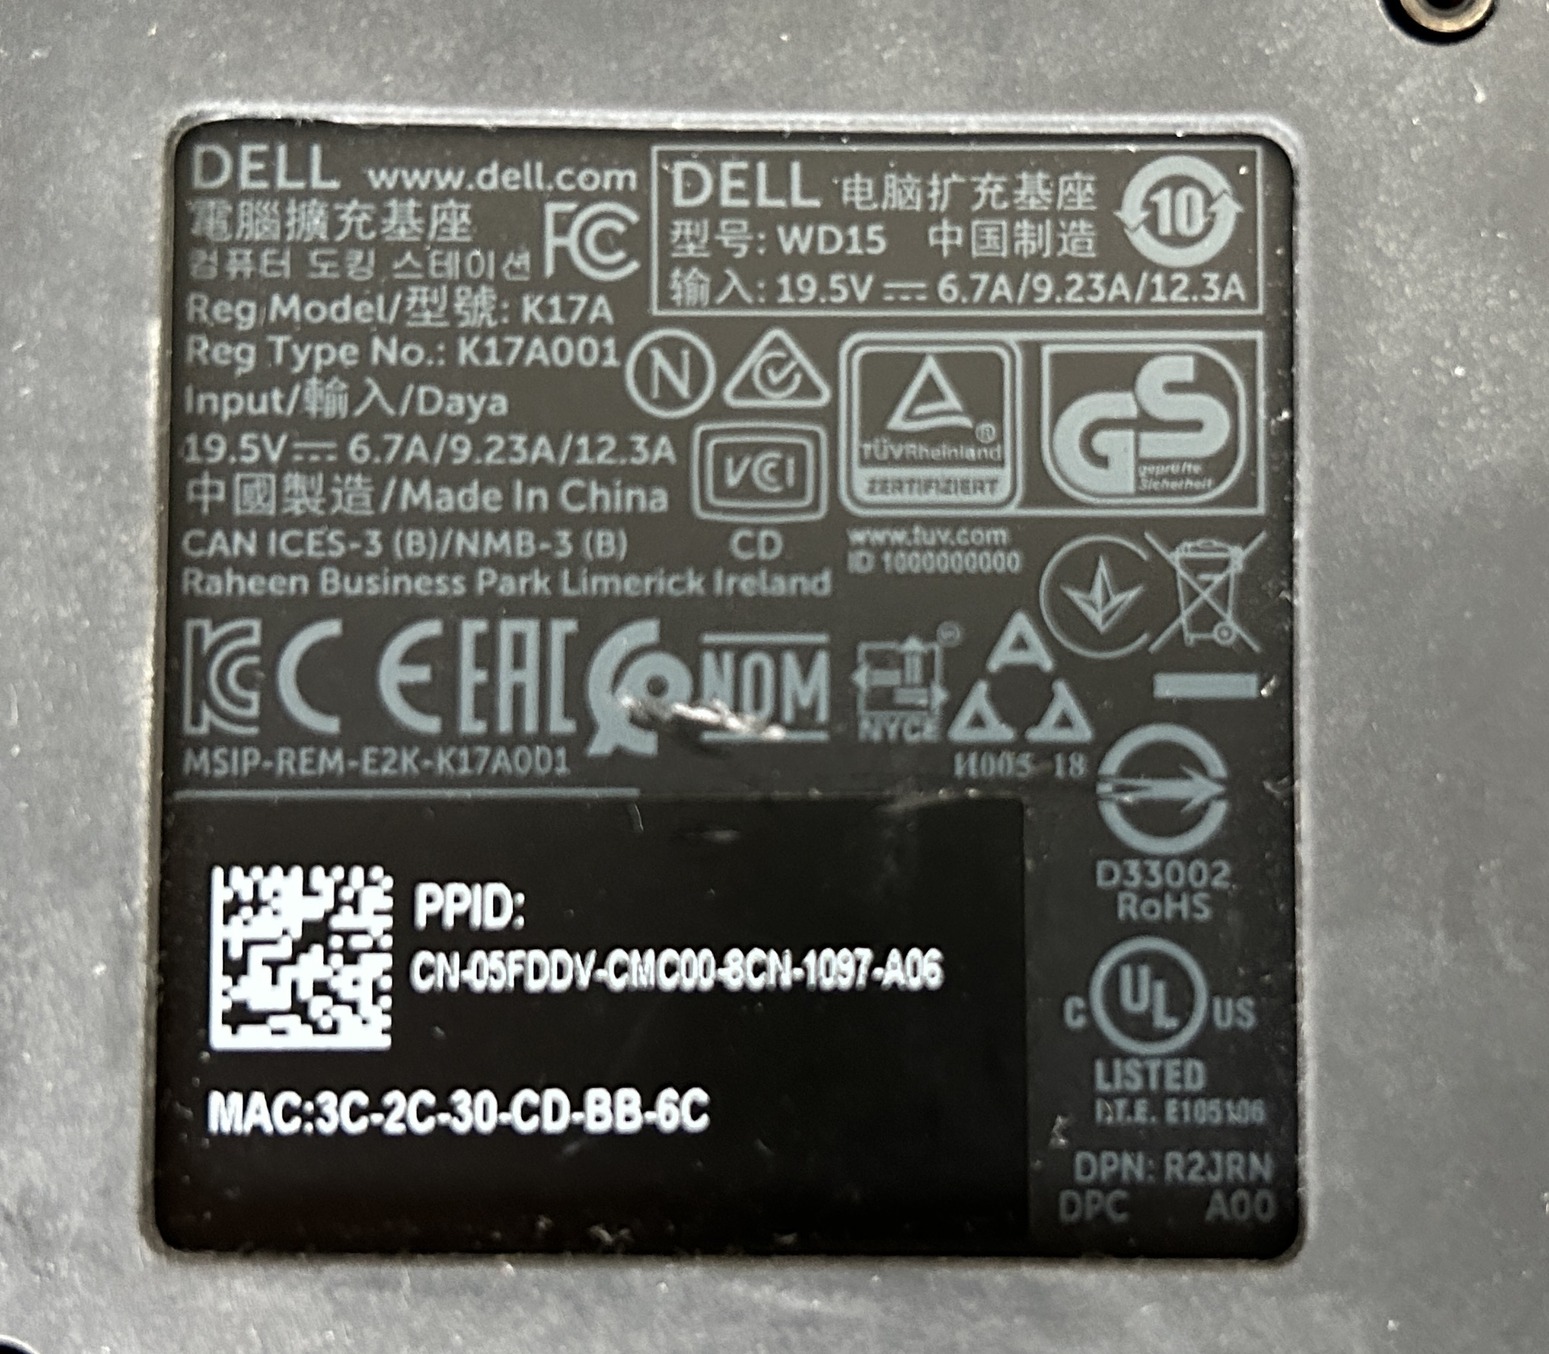 DELL www.dell.com
電腦擴充基座
컴퓨터 도킹 스테이션
FC
Reg Model/型號: K17A
Reg Type No.: K17A001
Input/輸入/Daya
19.5V 6.7A/9.23A/12.3A
中國製造/Made In China
CAN ICES-3 (B)/NMB-3 (B)
Raheen Business Park Limerick Ireland
DELL 电脑扩充基座
型号: WD15 中国制造
输入: 19.5V 6.7A/9.23A/12.3A
10
N
VCI
CD
TÜVRheinland ®
ZERTIFIZIERT
GS
geprüfte
Sicherheit
www.tuv.com
ID 1000000000
CE EAC NOM
NYCE
MSIP-REM-E2K-K17A001
H005 18
D33002
RoHS
C UL US
LISTED
I.T.E. E105106
DPN: R2JRN
DPC A00
PPID:
CN-05FDDV-CMC00-8CN-1097-A06
MAC:3C-2C-30-CD-BB-6C